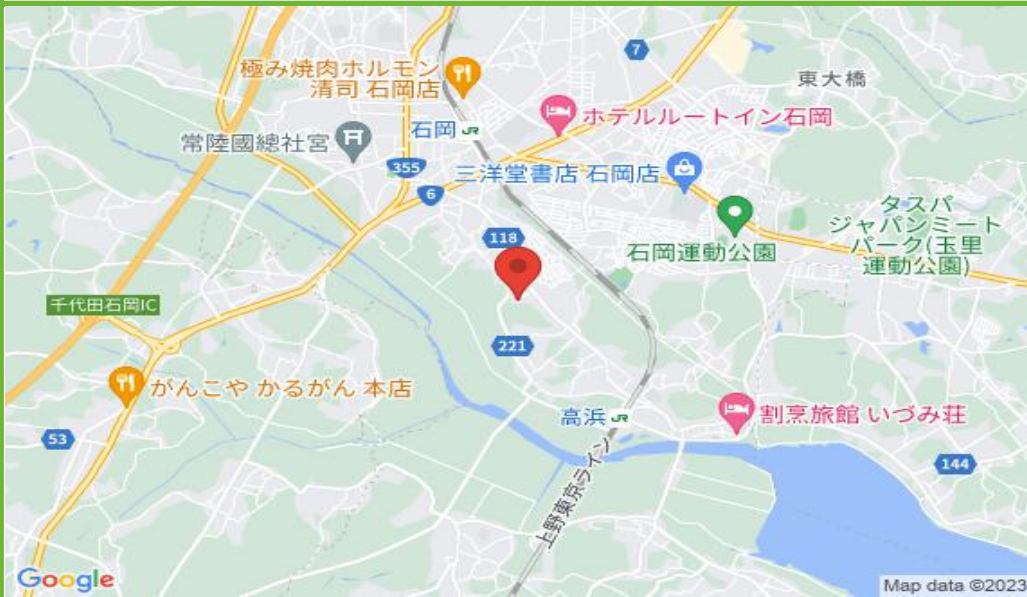 7
極み焼肉ホルモン
清司 石岡店
東大橋
ホテルルートイン石岡
石岡 JR
常陸國總社宮
355
三洋堂書店 石岡店
6
タスパ
ジャパンミート
パーク(玉里
運動公園)
118
石岡運動公園
千代田石岡IC
221
がんこや かるがん 本店
高浜 JR
割烹旅館 いづみ荘
53
144
上野東京ライン
Google
Map data ©2023